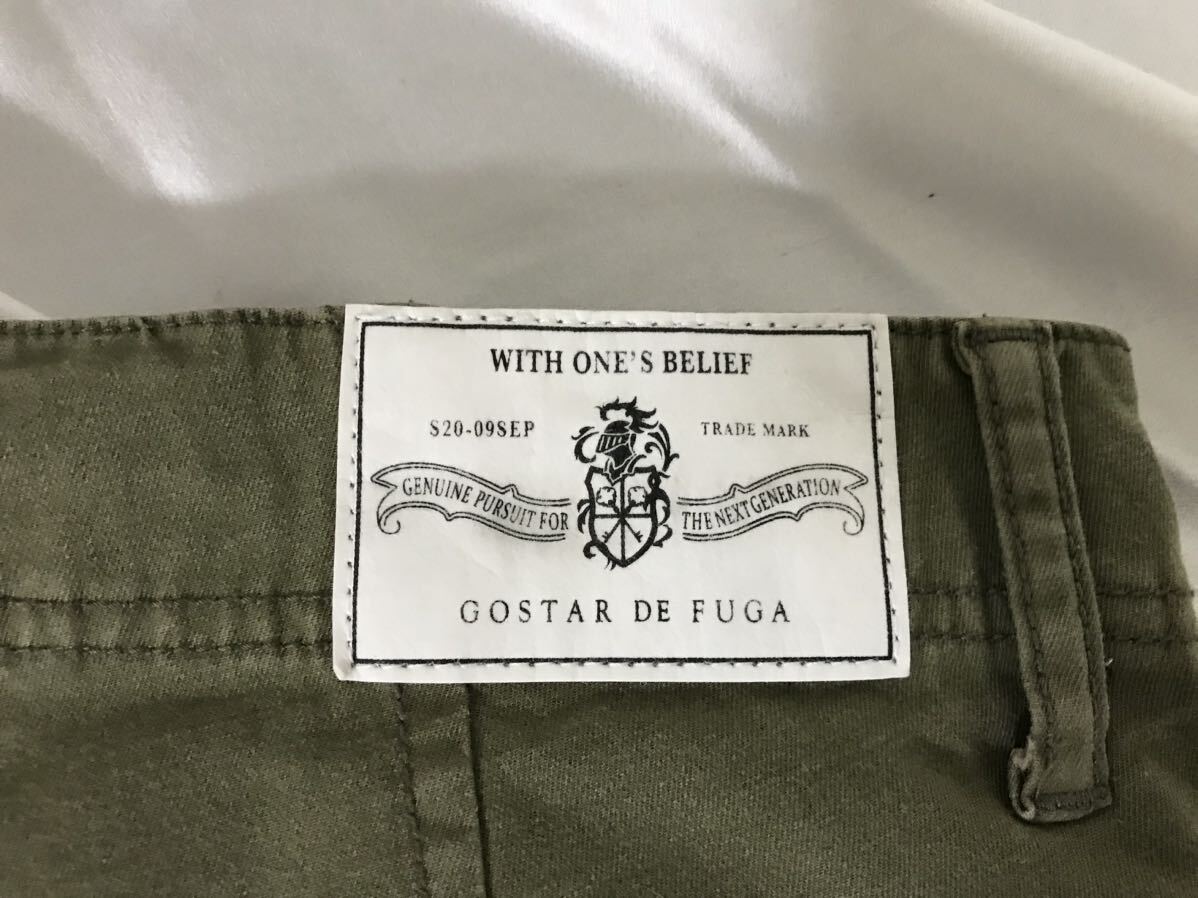 WITH ONE'S BELIEF
S20-09SEP TRADE MARK
GENUINE PURSUIT FOR THE NEXT GENERATION
GOSTAR DE FUGA